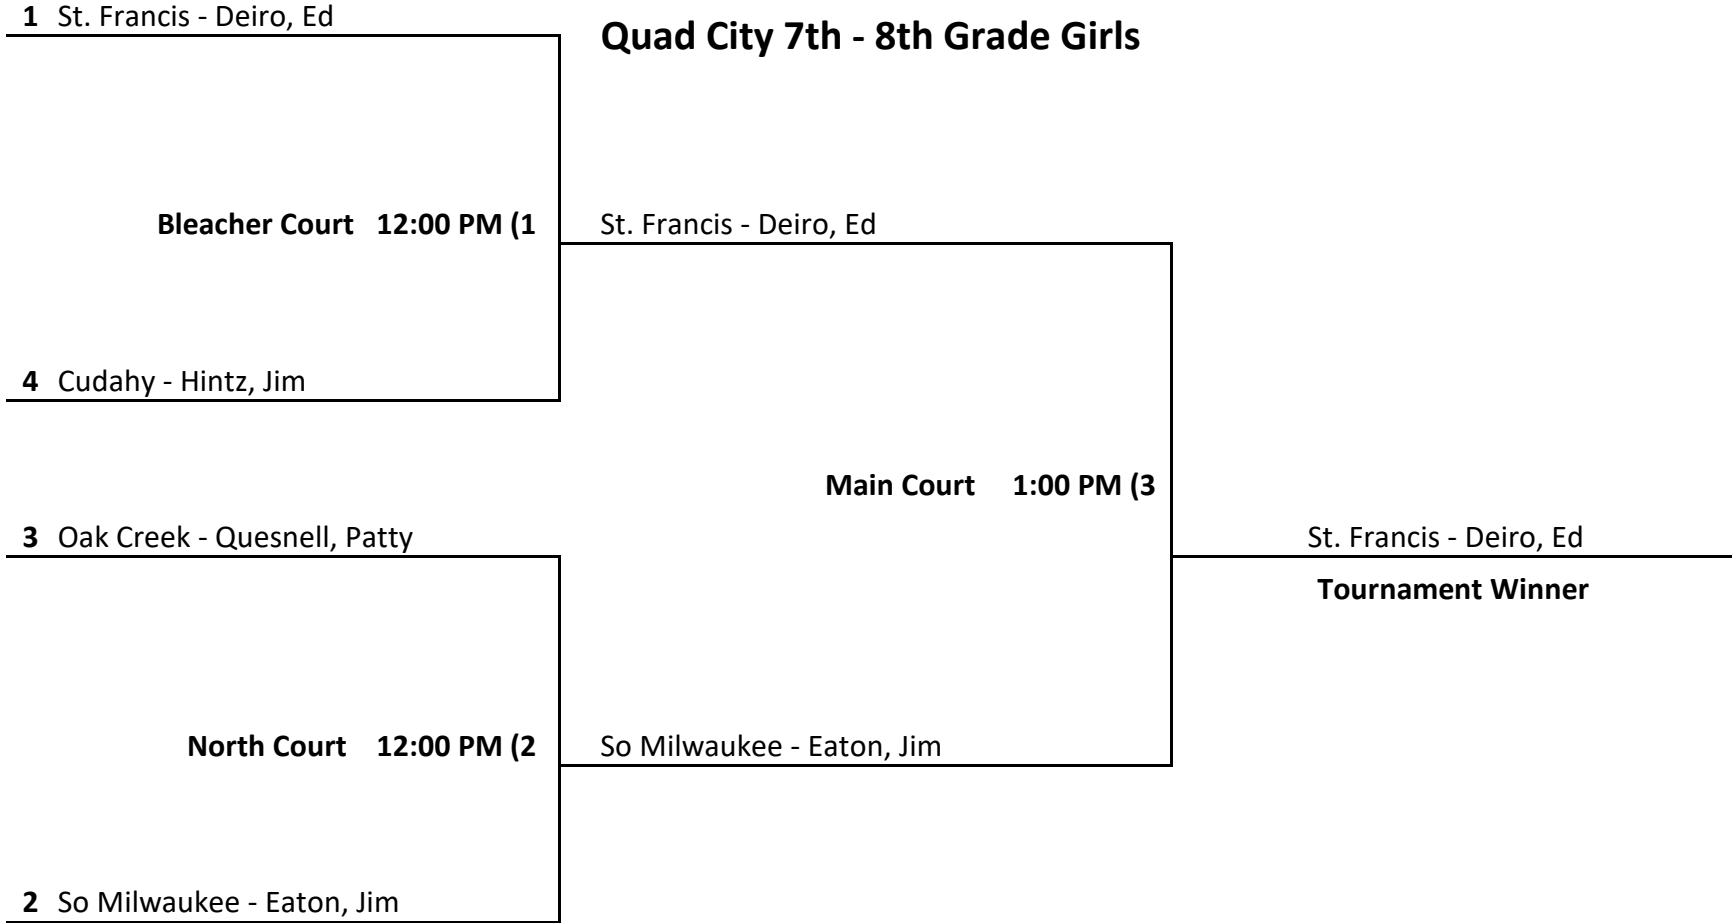 1 St. Francis - Deiro, Ed
Quad City 7th - 8th Grade Girls
Bleacher Court 12:00 PM (1
St. Francis - Deiro, Ed
4 Cudahy - Hintz, Jim
Main Court 1:00 PM (3
3 Oak Creek - Quesnell, Patty
St. Francis - Deiro, Ed
Tournament Winner
North Court 12:00 PM (2
So Milwaukee - Eaton, Jim
2 So Milwaukee - Eaton, Jim